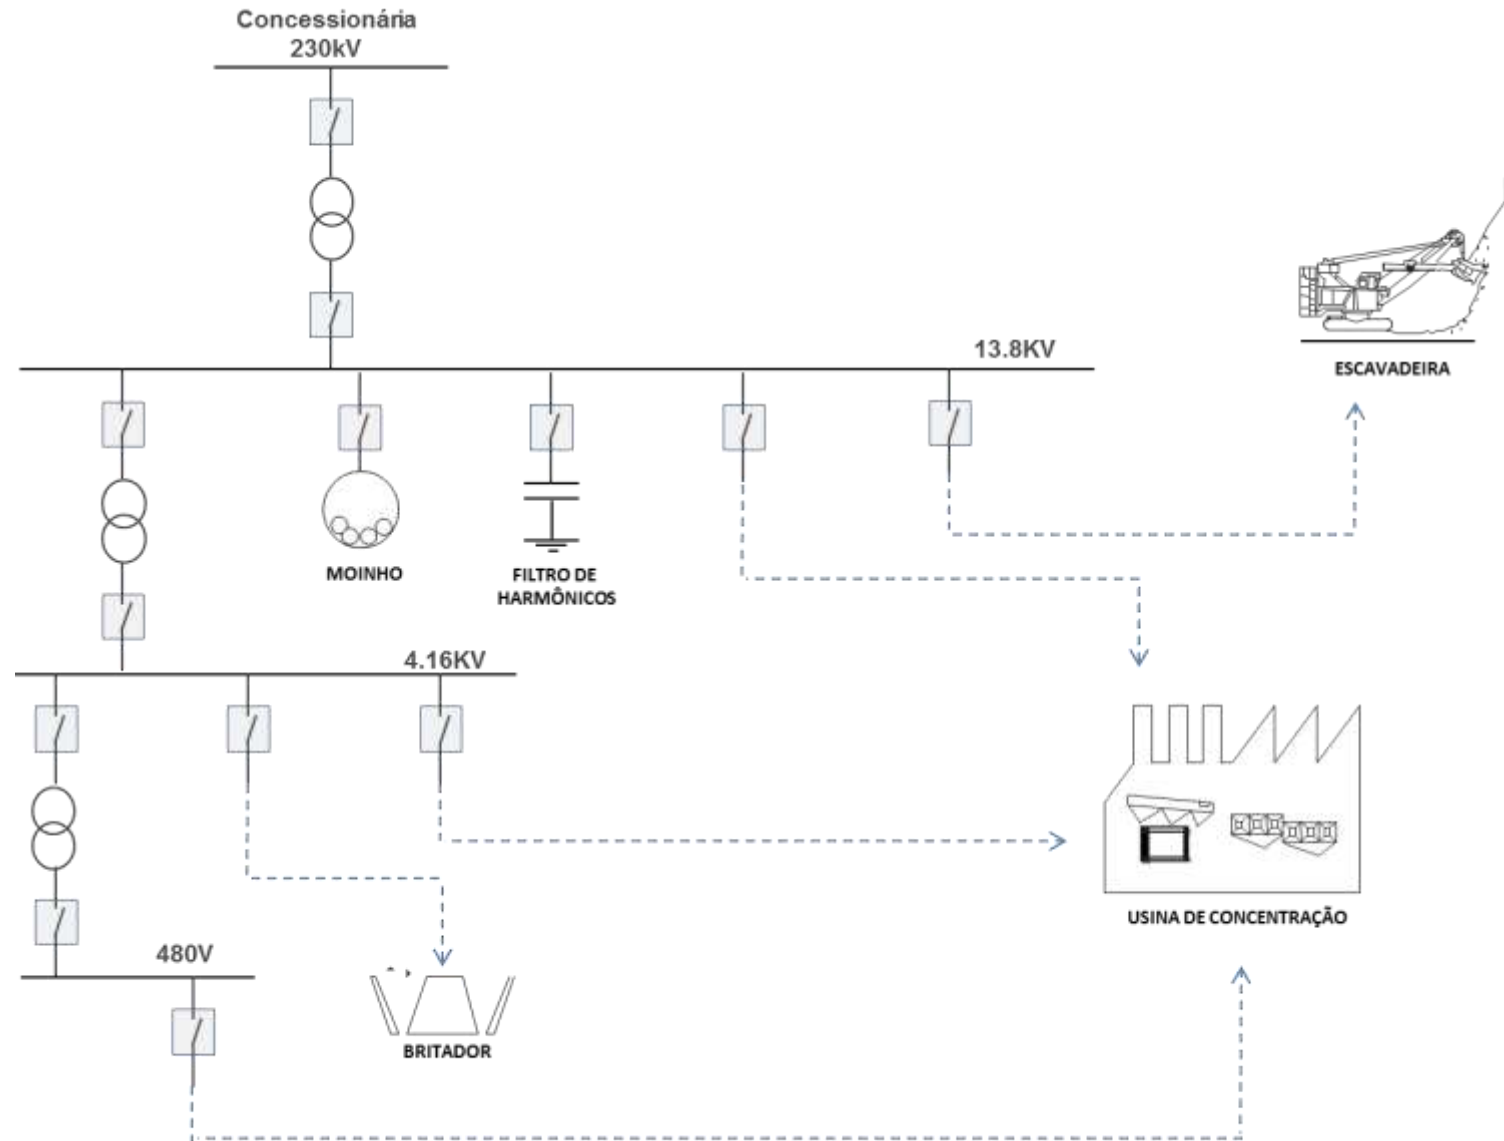 Concessionária
230kV
13.8KV
ESCAVADEIRA
MOINHO
FILTRO DE
HARMÔNICOS
4.16KV
USINA DE CONCENTRAÇÃO
480V
BRITADOR